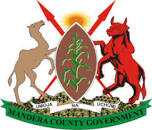 UMOJA NA UCHUMI
MANDERA COUNTY GOVERNMENT